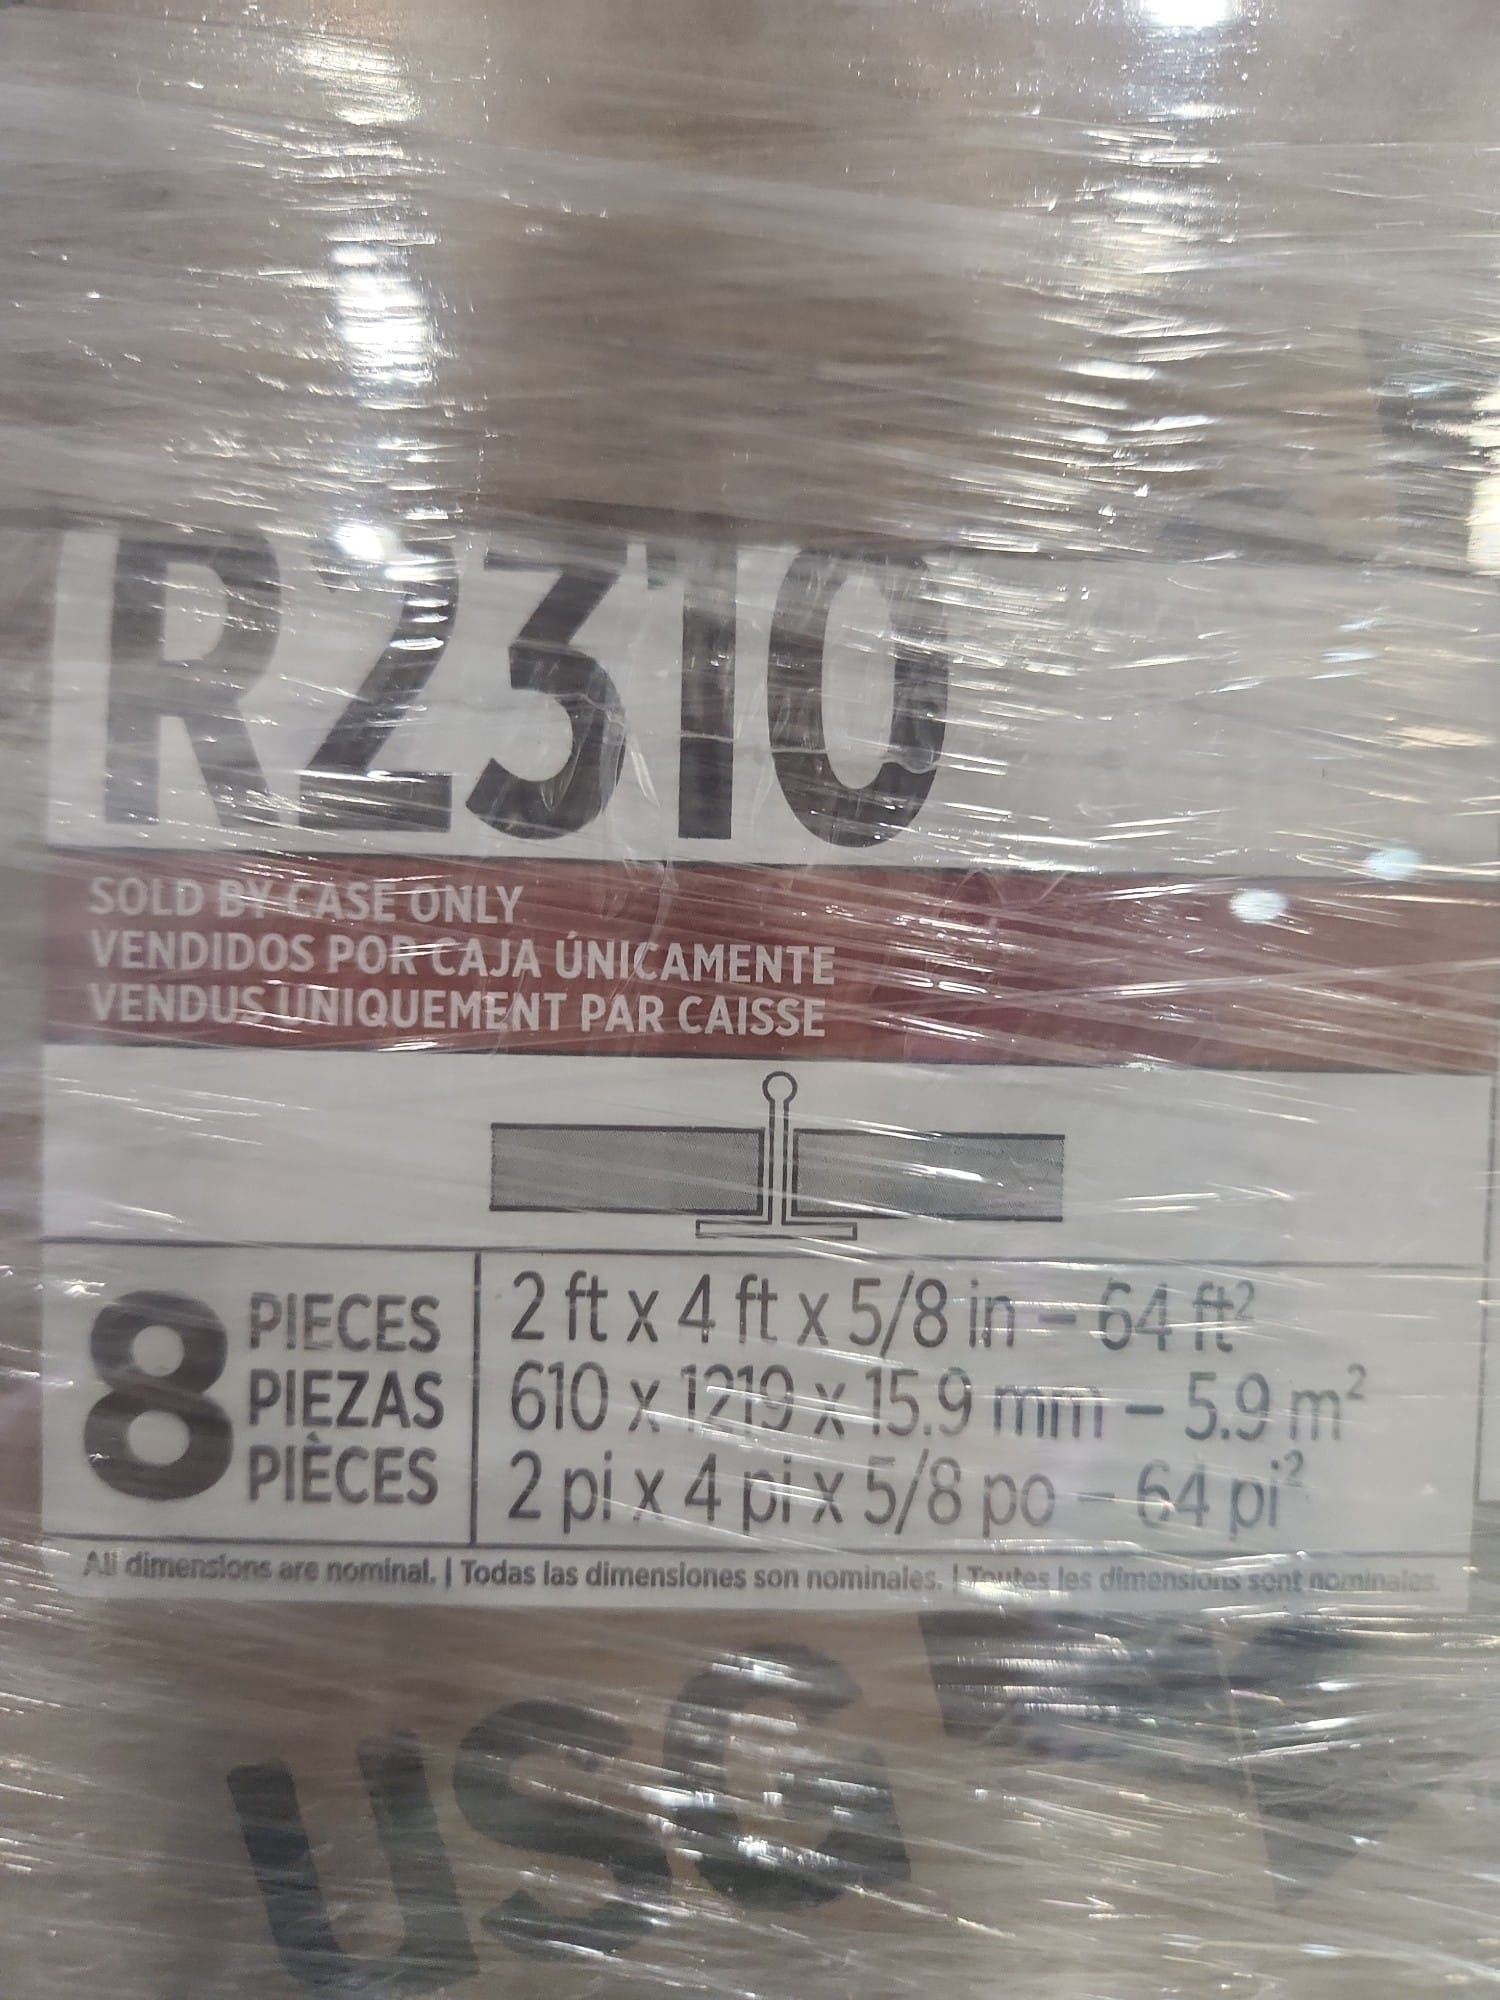 R2310
SOLD BY CASE ONLY
VENDIDOS POR CAJA ÚNICAMENTE
VENDUS UNIQUEMENT PAR CAISSE
8 PIECES
PIEZAS
PIÈCES
2 ft x 4 ft x 5/8 in – 64 ft²
610 x 1219 x 15.9 mm – 5.9 m²
2 pi x 4 pi x 5/8 po – 64 pi²
All dimensions are nominal. | Todas las dimensiones son nominales. | Toutes les dimensions sont nominales.
USG